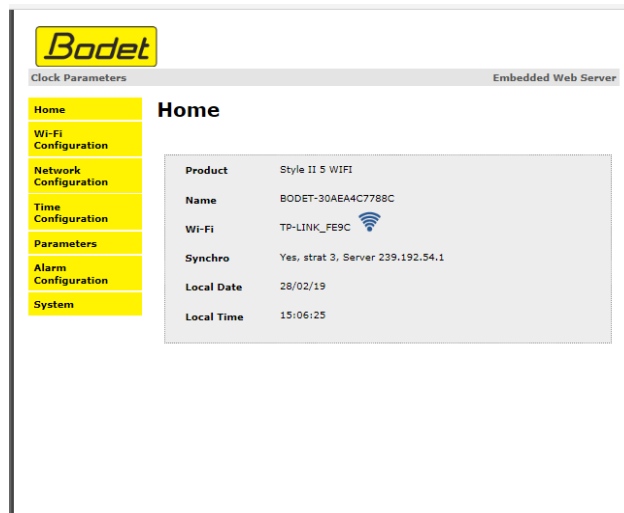 Bodet
Clock Parameters
Embedded Web Server
Home
Wi-Fi
Configuration
Network
Configuration
Time
Configuration
Parameters
Alarm
Configuration
System
Home
Product Style II 5 WIFI
Name BODET-30AEA4C7788C
Wi-Fi TP-LINK_FE9C
Synchro Yes, strat 3, Server 239.192.54.1
Local Date 28/02/19
Local Time 15:06:25